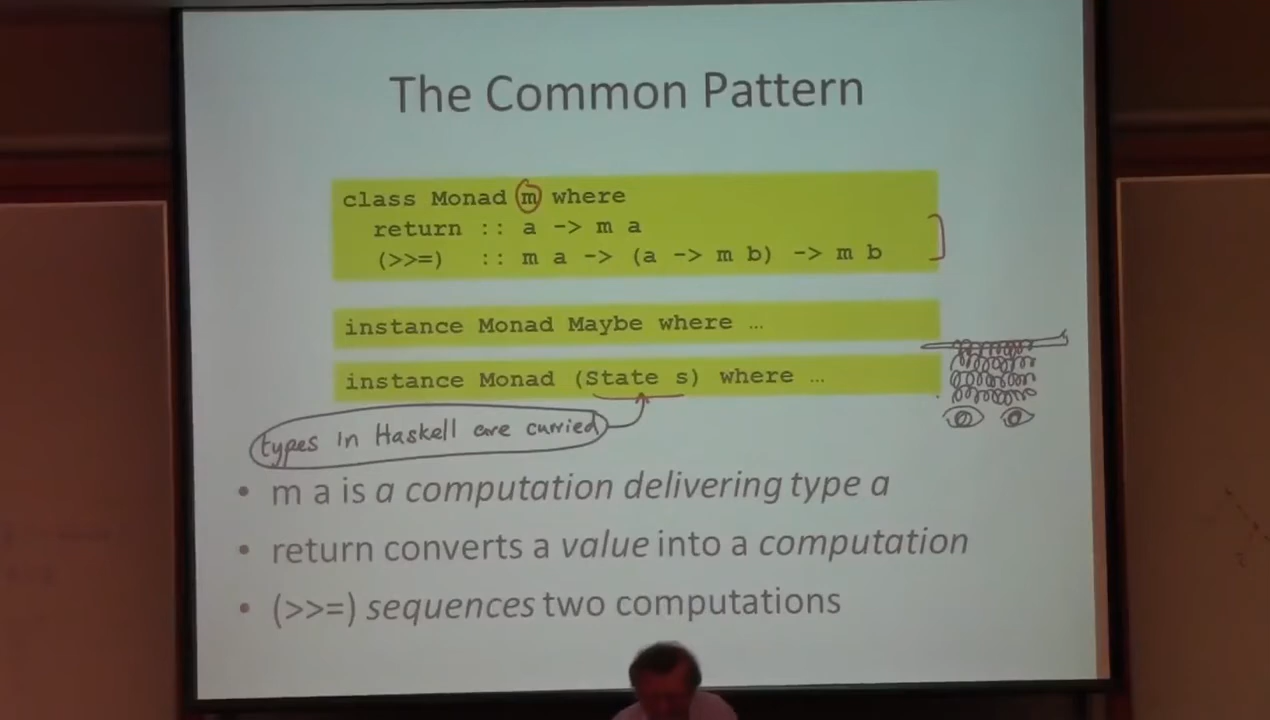 The Common Pattern
class Monad m where
return :: a -> m a
(>>=) :: m a -> (a -> m b) -> m b
instance Monad Maybe where …
instance Monad (State s) where …
types in Haskell are curried
• m a is a computation delivering type a
• return converts a value into a computation
• (>>=) sequences two computations